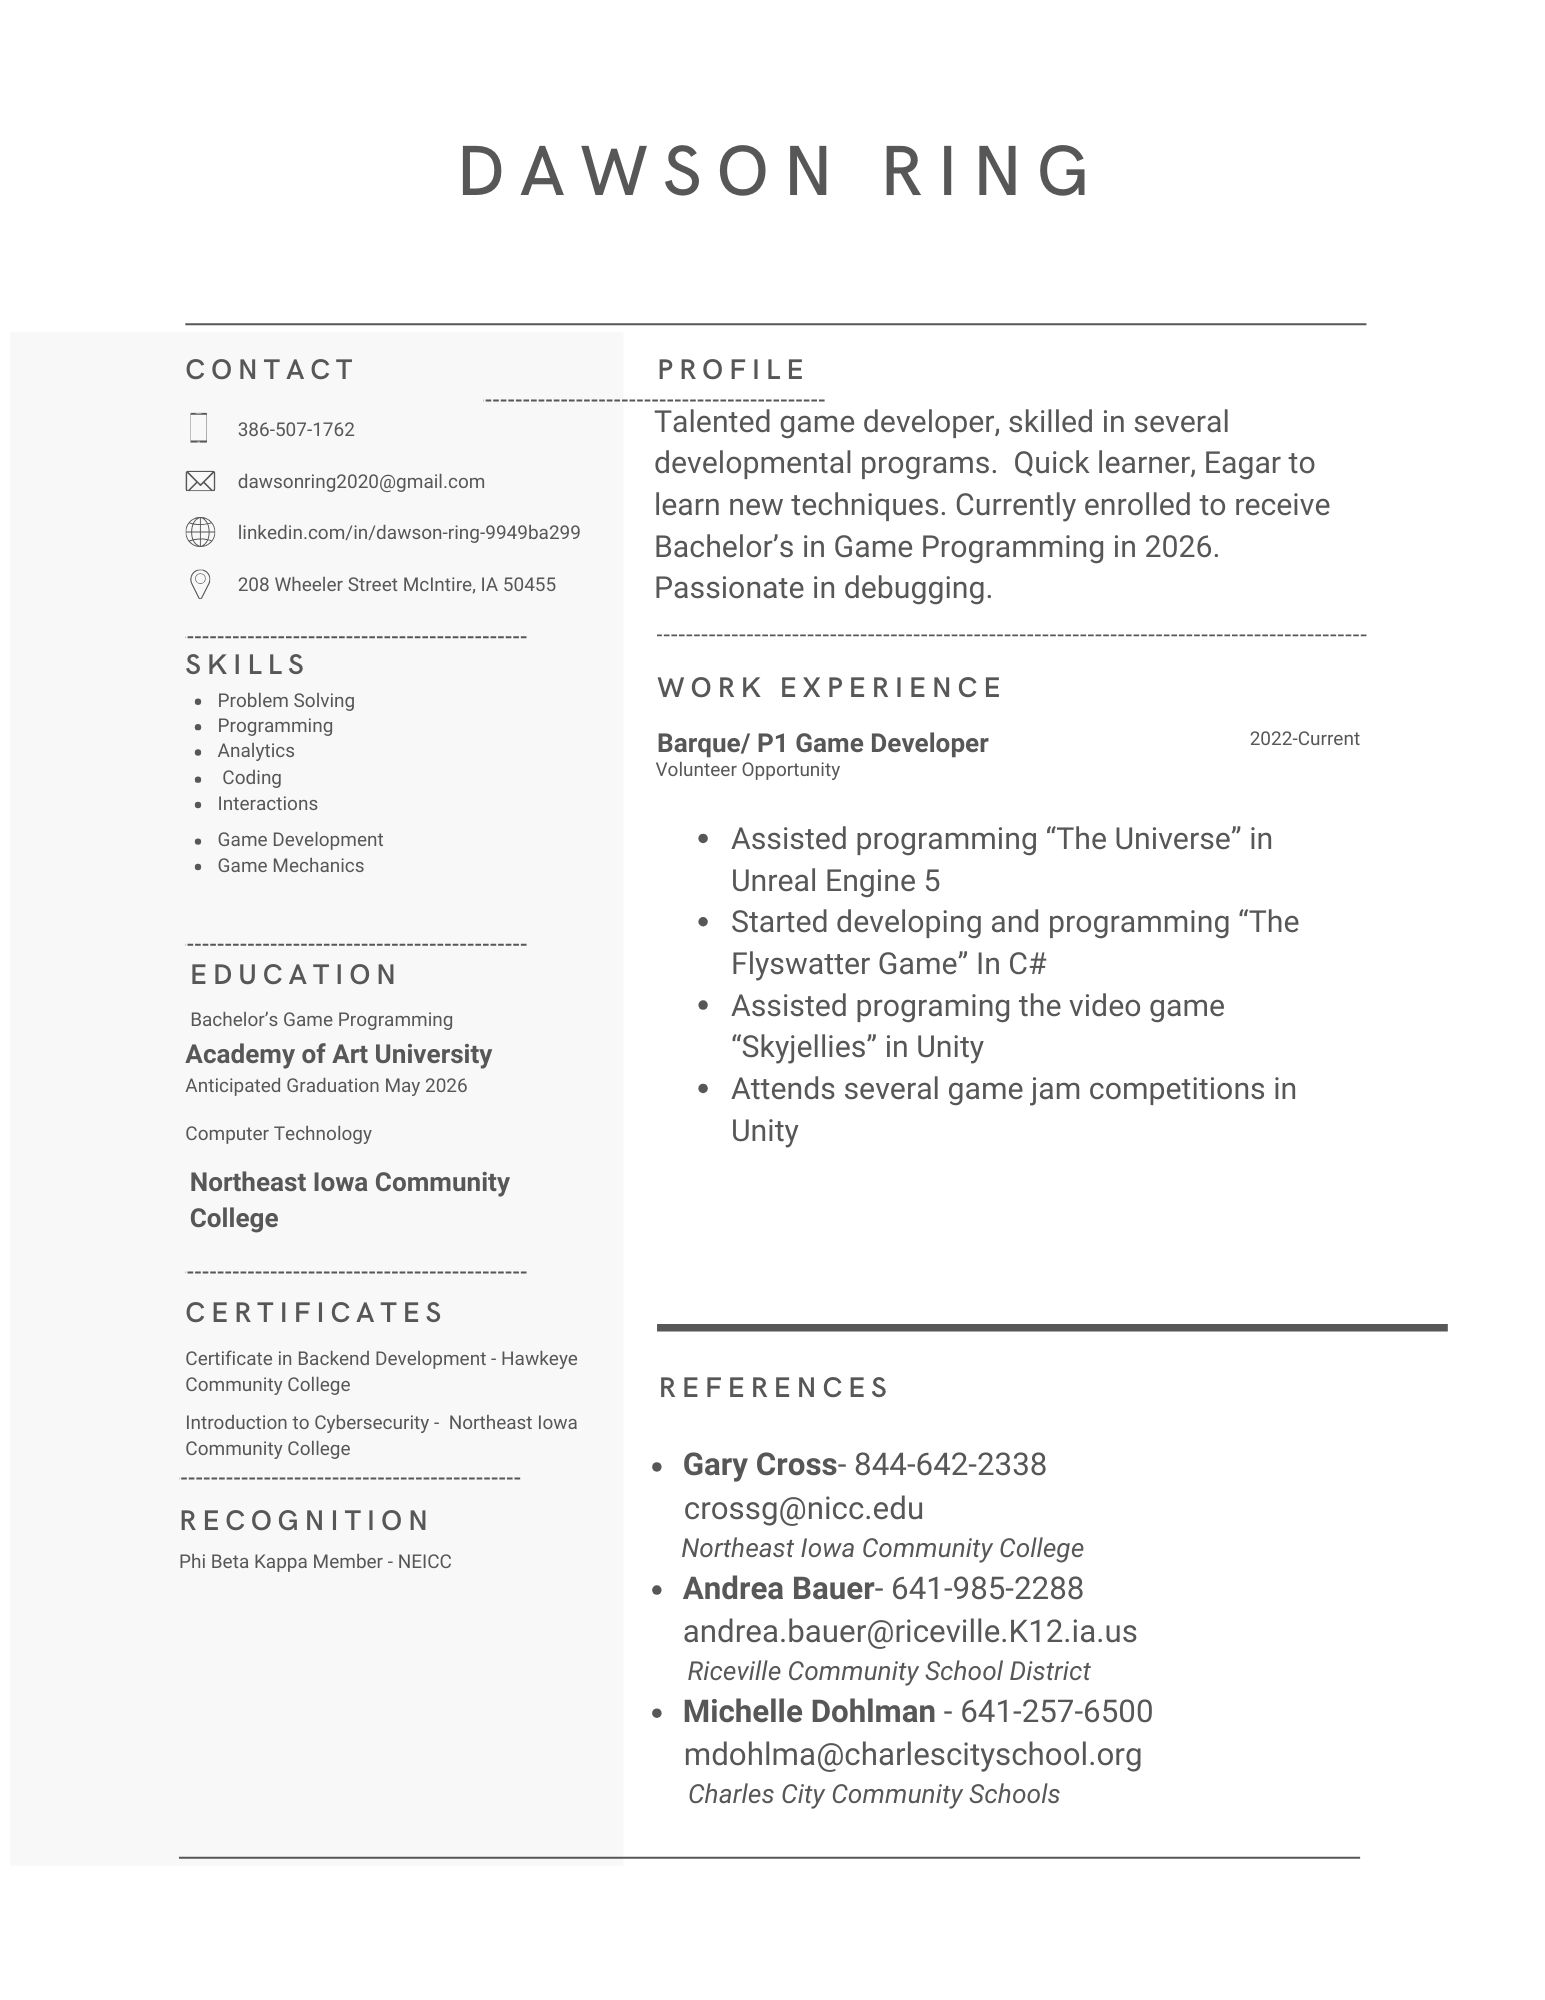 DAWSON RING
CONTACT
386-507-1762
dawsonring2020@gmail.com
linkedin.com/in/dawson-ring-9949ba299
208 Wheeler Street McIntire, IA 50455
SKILLS
• Problem Solving
• Programming
• Analytics
• Coding
• Interactions
• Game Development
• Game Mechanics
EDUCATION
Bachelor’s Game Programming
Academy of Art University
Anticipated Graduation May 2026
Computer Technology
Northeast Iowa Community
College
CERTIFICATES
Certificate in Backend Development - Hawkeye
Community College
Introduction to Cybersecurity - Northeast Iowa
Community College
RECOGNITION
Phi Beta Kappa Member - NEICC
PROFILE
Talented game developer, skilled in several
developmental programs. Quick learner, Eagar to
learn new techniques. Currently enrolled to receive
Bachelor’s in Game Programming in 2026.
Passionate in debugging.
WORK EXPERIENCE
Barque/ P1 Game Developer 2022-Current
Volunteer Opportunity
• Assisted programming “The Universe” in
Unreal Engine 5
• Started developing and programming “The
Flyswatter Game” In C#
• Assisted programing the video game
“Skyjellies” in Unity
• Attends several game jam competitions in
Unity
REFERENCES
• Gary Cross- 844-642-2338
crossg@nicc.edu
Northeast Iowa Community College
• Andrea Bauer- 641-985-2288
andrea.bauer@riceville.K12.ia.us
Riceville Community School District
• Michelle Dohlman - 641-257-6500
mdohlma@charlescityschool.org
Charles City Community Schools